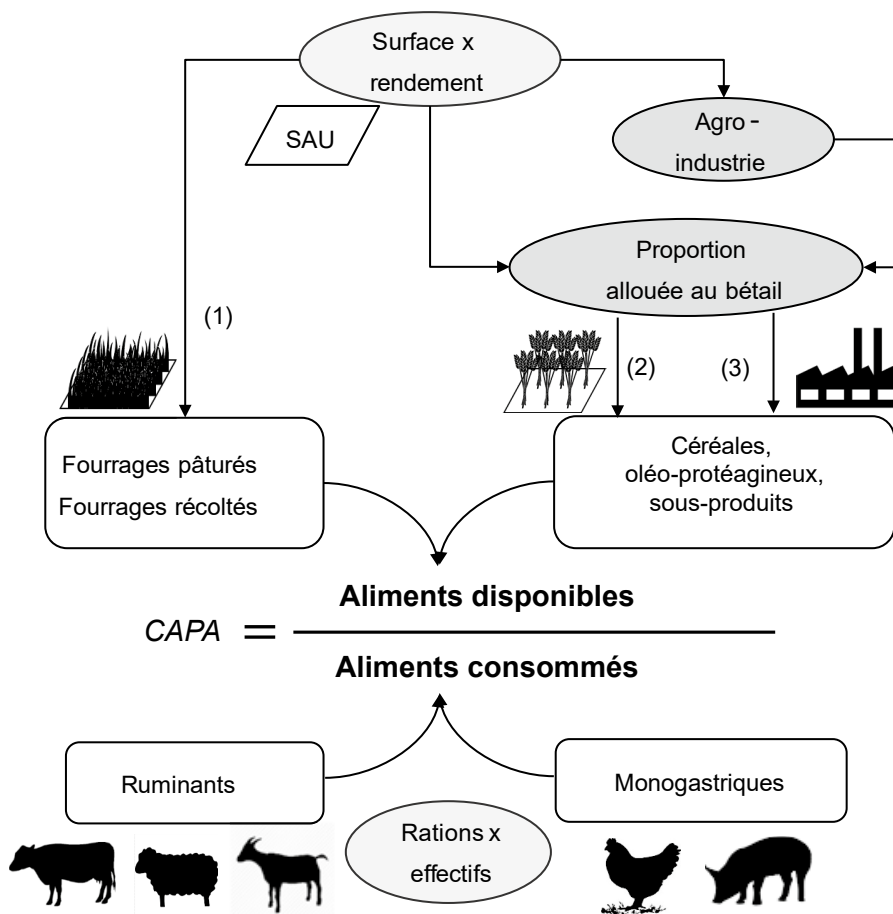 Surface x
rendement
SAU
Agro -
industrie
Proportion
allouée au bétail
(1)
(2)
(3)
Fourrages pâturés
Fourrages récoltés
Céréales,
oléo-protéagineux,
sous-produits
Aliments disponibles
CAPA =
Aliments consommés
Ruminants
Monogastriques
Rations x
effectifs